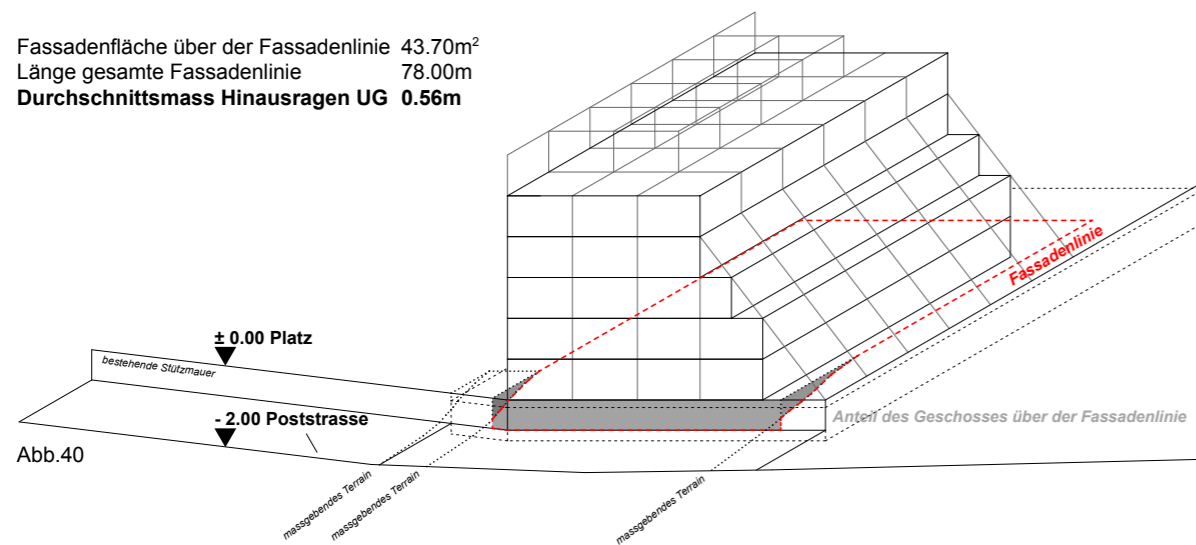 Fassadenfläche über der Fassadenlinie 43.70m²
Länge gesamte Fassadenlinie 78.00m
Durchschnittsmass Hinausragen UG 0.56m
Fassadenlinie
± 0.00 Platz
bestehende Stützmauer
- 2.00 Poststrasse
Anteil des Geschosses über der Fassadenlinie
Abb.40
massgebendes Terrain
massgebendes Terrain
massgebendes Terrain